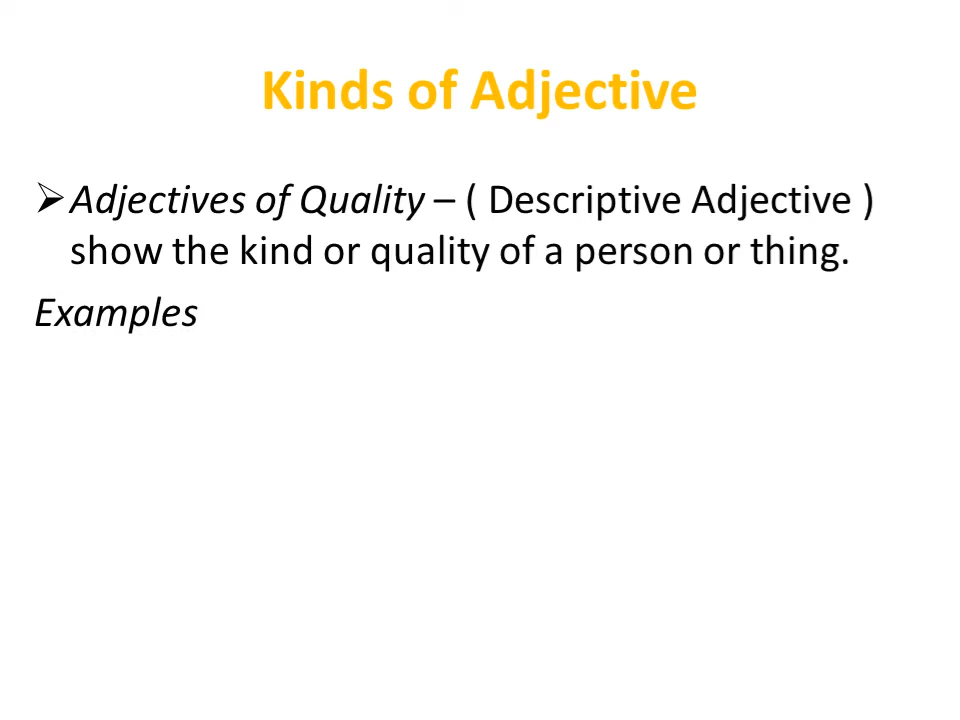 Kinds of Adjective
➢Adjectives of Quality – ( Descriptive Adjective )
show the kind or quality of a person or thing.
Examples